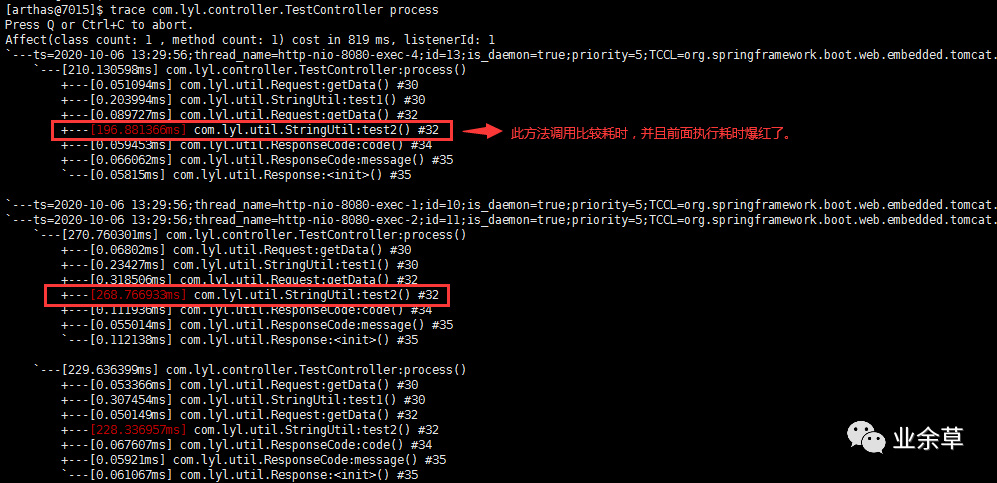 [arthas@7015]$ trace com.lyl.controller.TestController process
Press Q or Ctrl+C to abort.
Affect(class count: 1 , method count: 1) cost in 819 ms, listenerId: 1
`---ts=2020-10-06 13:29:56;thread_name=http-nio-8080-exec-4;id=13;is_daemon=true;priority=5;TCCL=org.springframework.boot.web.embedded.tomcat.
`---[210.130598ms] com.lyl.controller.TestController:process()
+---[0.051094ms] com.lyl.util.Request:getData() #30
+---[0.203994ms] com.lyl.util.StringUtil:test1() #30
+---[0.089727ms] com.lyl.util.Request:getData() #32
+---[196.881366ms] com.lyl.util.StringUtil:test2() #32 此方法调用比较耗时，并且前面执行耗时爆红了。
+---[0.059453ms] com.lyl.util.ResponseCode:code() #34
+---[0.066062ms] com.lyl.util.ResponseCode:message() #35
`---[0.05815ms] com.lyl.util.Response:<init>() #35
`---ts=2020-10-06 13:29:56;thread_name=http-nio-8080-exec-1;id=10;is_daemon=true;priority=5;TCCL=org.springframework.boot.web.embedded.tomcat.
`---ts=2020-10-06 13:29:56;thread_name=http-nio-8080-exec-2;id=11;is_daemon=true;priority=5;TCCL=org.springframework.boot.web.embedded.tomcat.
`---[270.760301ms] com.lyl.controller.TestController:process()
+---[0.06802ms] com.lyl.util.Request:getData() #30
+---[0.23427ms] com.lyl.util.StringUtil:test1() #30
+---[0.318506ms] com.lyl.util.Request:getData() #32
+---[268.766933ms] com.lyl.util.StringUtil:test2() #32
+---[0.111936ms] com.lyl.util.ResponseCode:code() #34
+---[0.055014ms] com.lyl.util.ResponseCode:message() #35
`---[0.112138ms] com.lyl.util.Response:<init>() #35
`---[229.636399ms] com.lyl.controller.TestController:process()
+---[0.053366ms] com.lyl.util.Request:getData() #30
+---[0.307454ms] com.lyl.util.StringUtil:test1() #30
+---[0.050149ms] com.lyl.util.Request:getData() #32
+---[228.336957ms] com.lyl.util.StringUtil:test2() #32
+---[0.067607ms] com.lyl.util.ResponseCode:code() #34
+---[0.05921ms] com.lyl.util.ResponseCode:message() #35
`---[0.061067ms] com.lyl.util.Response:<init>() #35
业余草